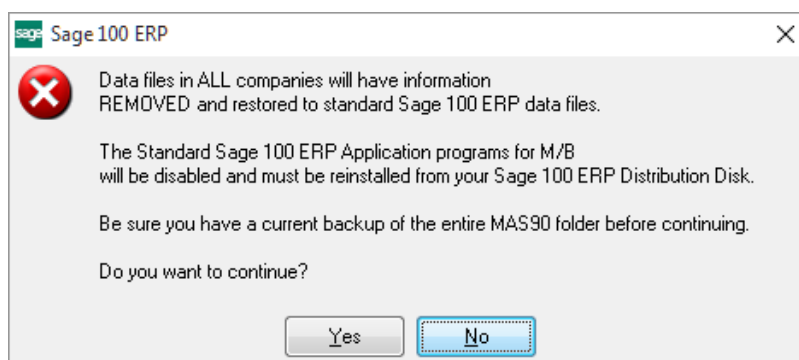 sage Sage 100 ERP
Data files in ALL companies will have information
REMOVED and restored to standard Sage 100 ERP data files.
The Standard Sage 100 ERP Application programs for M/B
will be disabled and must be reinstalled from your Sage 100 ERP Distribution Disk.
Be sure you have a current backup of the entire MAS90 folder before continuing.
Do you want to continue?
Yes No